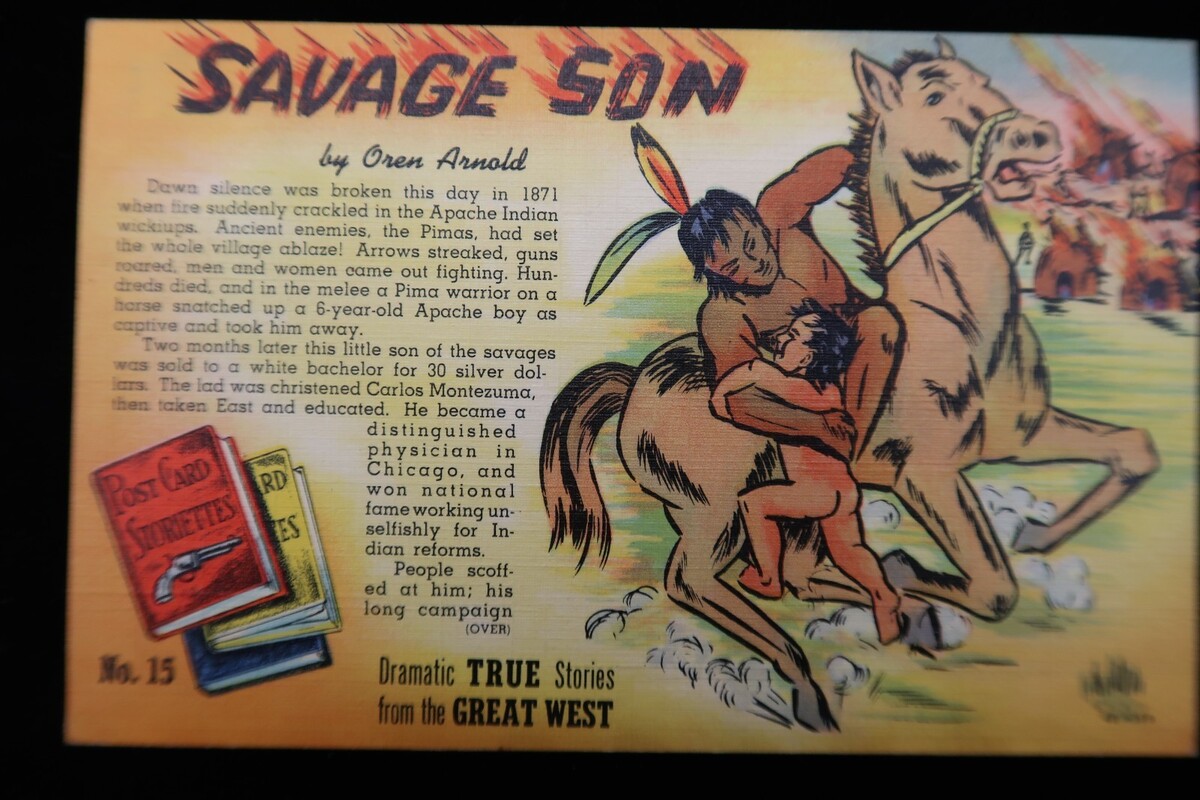 SAVAGE SON
by Oren Arnold
Dawn silence was broken this day in 1871
when fire suddenly crackled in the Apache Indian
wickiups. Ancient enemies, the Pimas, had set
the whole village ablaze! Arrows streaked, guns
roared, men and women came out fighting. Hun-
dreds died, and in the melee a Pima warrior on a
horse snatched up a 6-year-old Apache boy as
captive and took him away.
Two months later this little son of the savages
was sold to a white bachelor for 30 silver dol-
lars. The lad was christened Carlos Montezuma,
then taken East and educated. He became a
distinguished
physician in
Chicago, and
won national
fame working un-
selfishly for In-
dian reforms.
People scoff-
ed at him; his
long campaign
(OVER)
POST CARD
STORIETTES
RD
ES
No. 15
Dramatic TRUE Stories
from the GREAT WEST